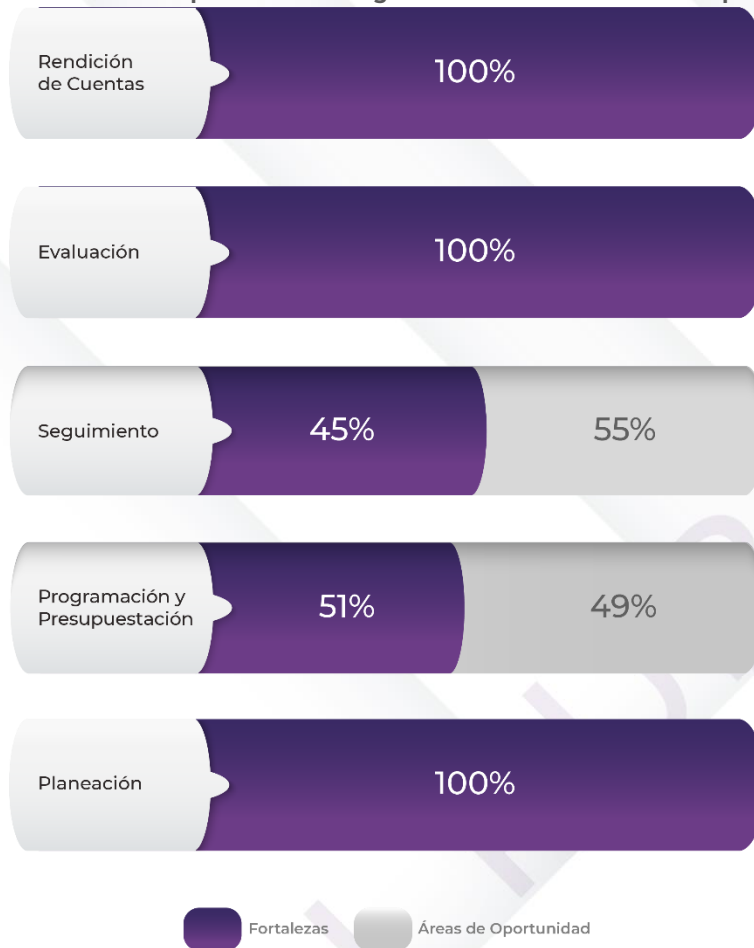 Rendición
de Cuentas
100%
Evaluación
100%
Seguimiento
45%
55%
Programación y
Presupuestación
51%
49%
Planeación
100%
Fortalezas
Áreas de Oportunidad